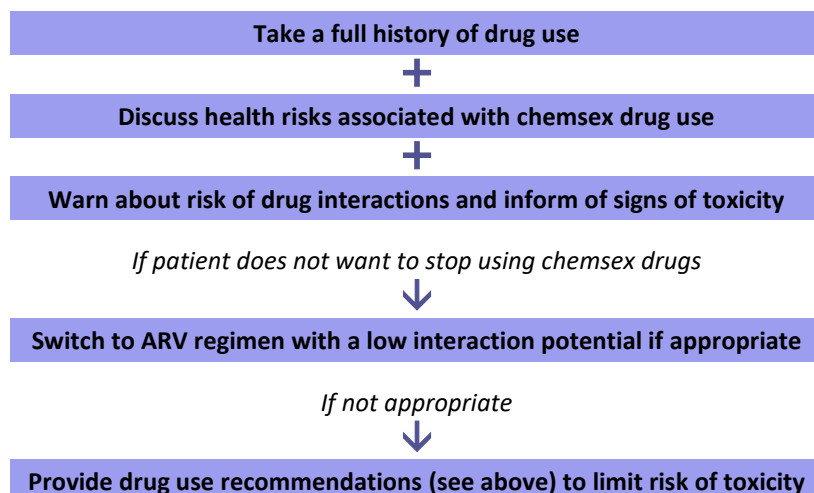 Take a full history of drug use
+
Discuss health risks associated with chemsex drug use
+
Warn about risk of drug interactions and inform of signs of toxicity
If patient does not want to stop using chemsex drugs
Switch to ARV regimen with a low interaction potential if appropriate
If not appropriate
Provide drug use recommendations (see above) to limit risk of toxicity